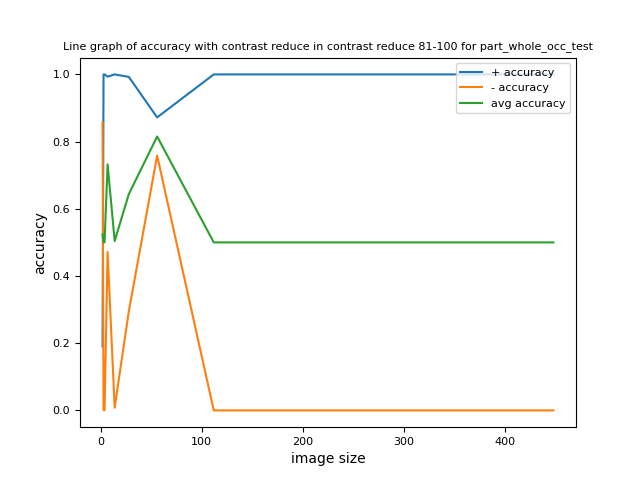 Line graph of accuracy with contrast reduce in contrast reduce 81-100 for part_whole_occ_test
+ accuracy
- accuracy
avg accuracy
accuracy
1.0
0.8
0.6
0.4
0.2
0.0
0 100 200 300 400
image size